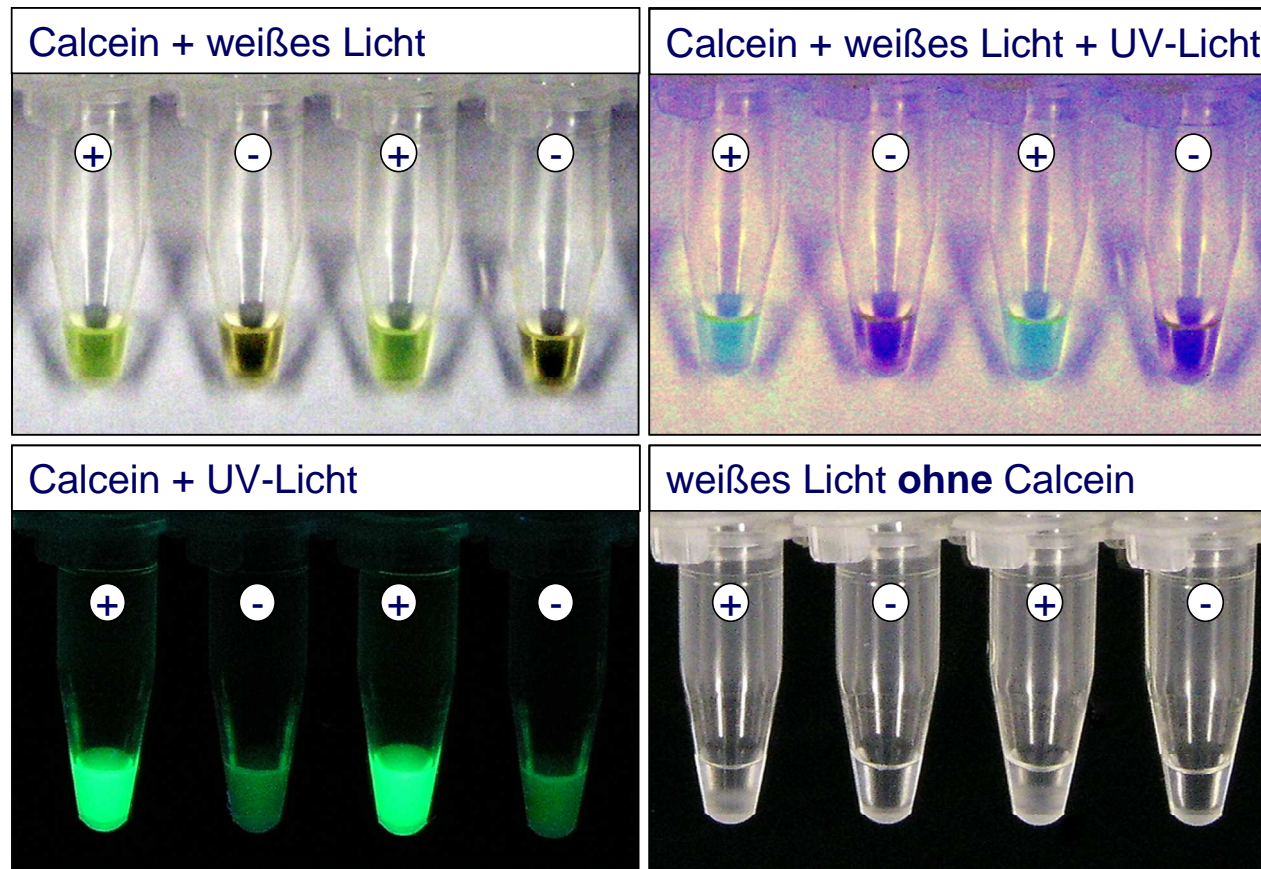 Calcein + weißes Licht
+ - + -
Calcein + weißes Licht + UV-Licht
+ - + -
Calcein + UV-Licht
+ - + -
weißes Licht ohne Calcein
+ - + -